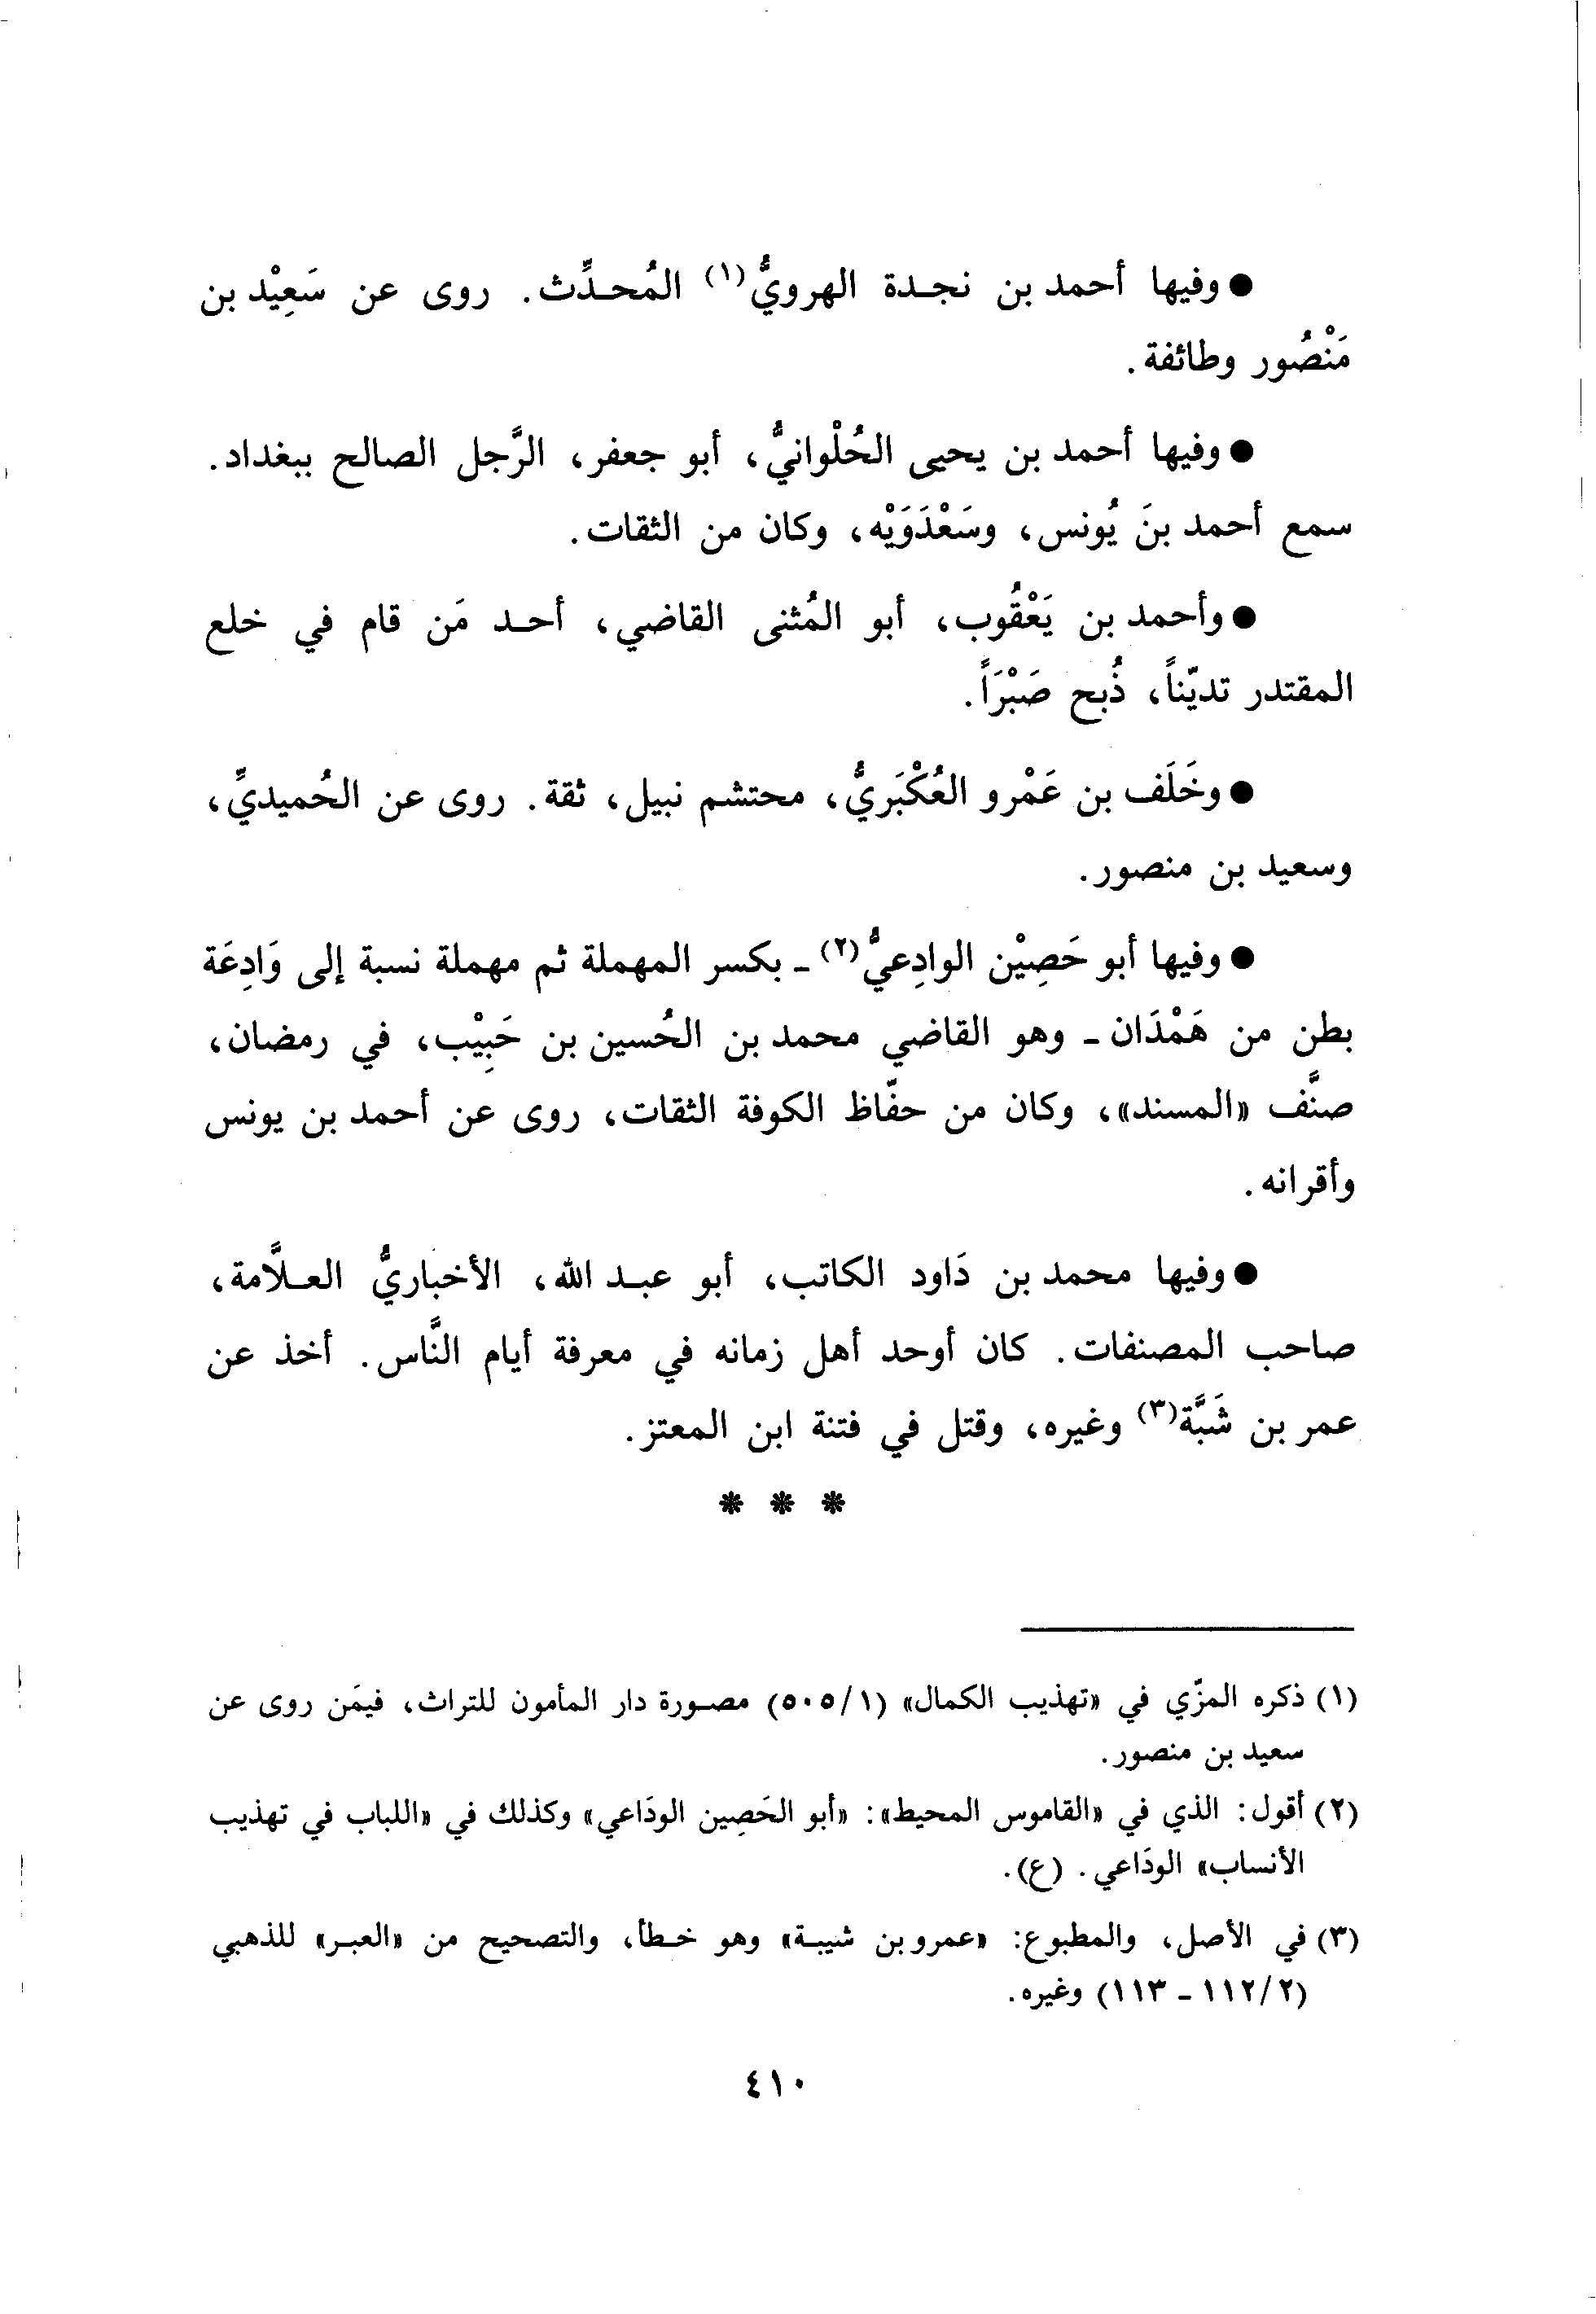 ● وفيها أحمد بن نجدة الهرويُّ(١) المُحدِّث. روى عن سَعِيْد بن
مَنْصُور وطائفة.
● وفيها أحمد بن يحيى الحُلْوانيُّ، أبو جعفر، الرَّجل الصالح ببغداد.
سمع أحمد بنَ يُونس، وسَعْدَوَيْه، وكان من الثقات.
● وأحمد بن يَعْقُوب، أبو المُثنى القاضي، أحد مَن قام في خلع
المقتدر تديّناً، ذُبح صَبْرَاً.
● وخَلَف بن عَمْرو العُكْبَريُّ، محتشم نبيل، ثقة. روى عن الحُميديِّ،
وسعيد بن منصور.
● وفيها أبو حَصِيْن الوادِعيُّ(٢) ـ بكسر المهملة ثم مهملة نسبة إلى وَادِعَة
بطن من هَمْدَان ـ وهو القاضي محمد بن الحُسين بن حَبِيْب، في رمضان،
صنَّف «المسند»، وكان من حفّاظ الكوفة الثقات، روى عن أحمد بن يونس
وأقرانه.
● وفيها محمد بن دَاود الكاتب، أبو عبد الله، الأخباريُّ العلاَّمة،
صاحب المصنفات. كان أوحد أهل زمانه في معرفة أيام النَّاس. أخذ عن
عمر بن شَبَّة(٣) وغيره، وقتل في فتنة ابن المعتز.
* * *
(١) ذكره المزّي في «تهذيب الكمال» (١/٥٠٥) مصورة دار المأمون للتراث، فيمَن روى عن
سعيد بن منصور.
(٢) أقول: الذي في «القاموس المحيط»: «أبو الحَصِين الودَاعي» وكذلك في «اللباب في تهذيب
الأنساب» الودَاعي. (ع).
(٣) في الأصل، والمطبوع: «عمرو بن شيبة» وهو خطأ، والتصحيح من «العبر» للذهبي
(٢/١١٢ ـ ١١٣) وغيره.
٤١٠